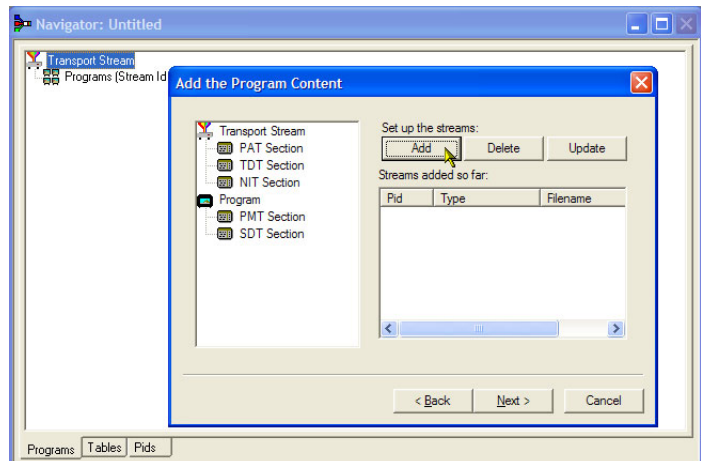 Navigator: Untitled
Transport Stream
Programs (Stream Id
Add the Program Content
Transport Stream
PAT Section
TDT Section
NIT Section
Program
PMT Section
SDT Section
Set up the streams:
Add Delete Update
Streams added so far:
Pid Type Filename
< Back Next > Cancel
Programs Tables Pids